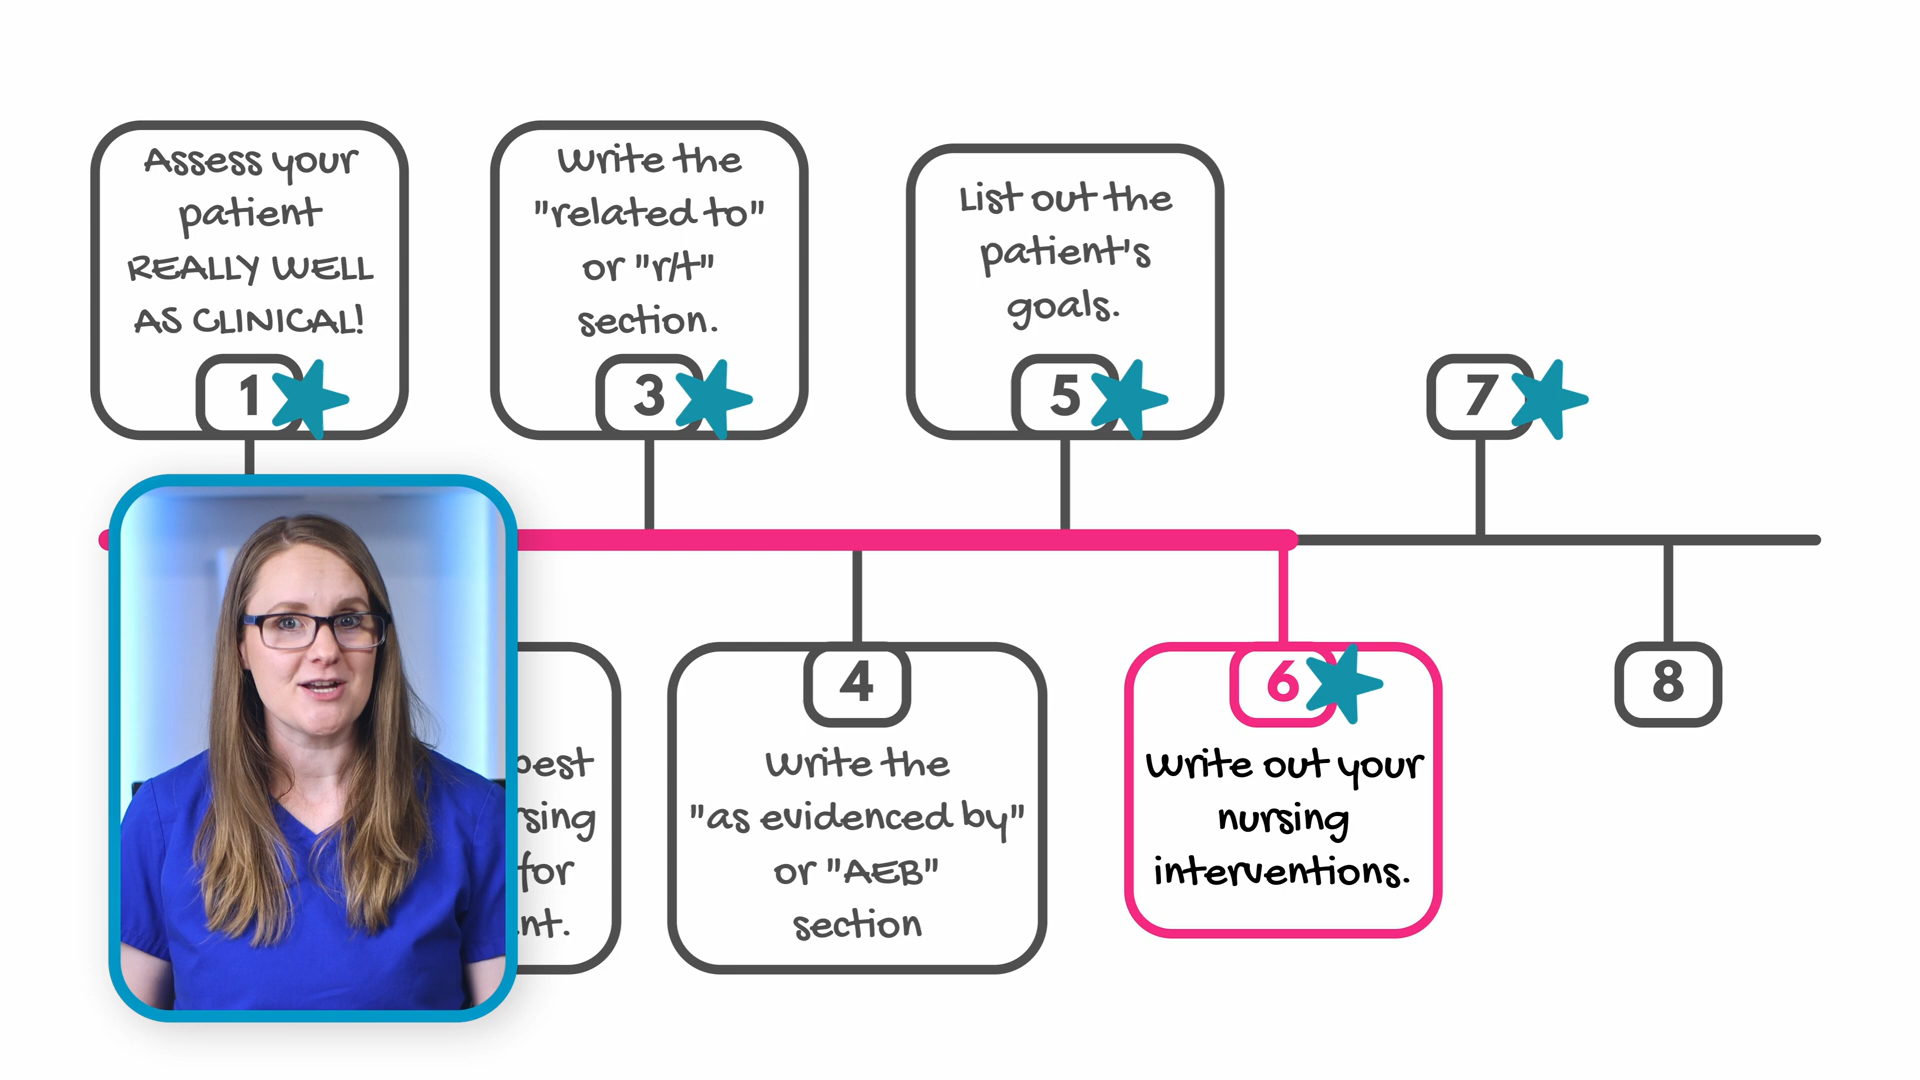 Assess your
patient
REALLY WELL
AS CLINICAL!
1
Write the
"related to"
or "r/t"
section.
3
List out the
patient's
goals.
5
7
for
4
Write the
"as evidenced by"
or "AEB"
section
6
Write out your
nursing
interventions.
8